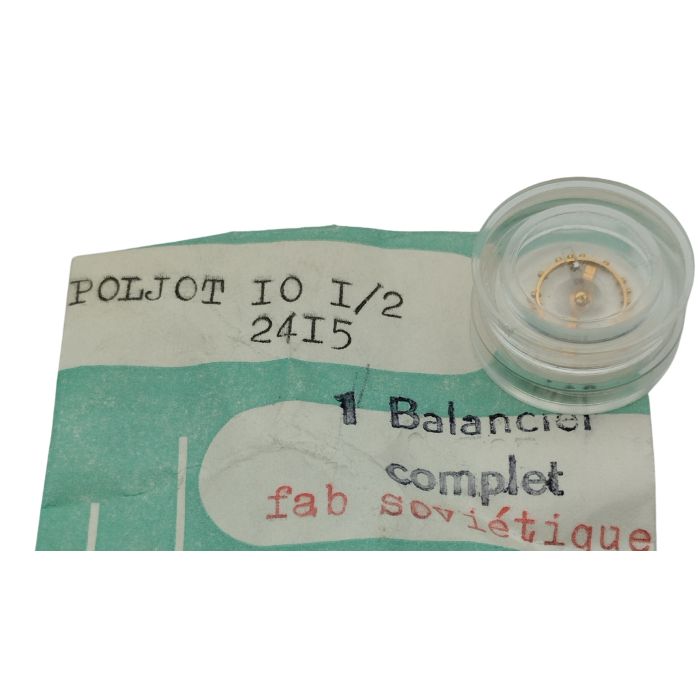 POLJOT IO I/2
24I5
1 Balancier
complet
fab soviétique